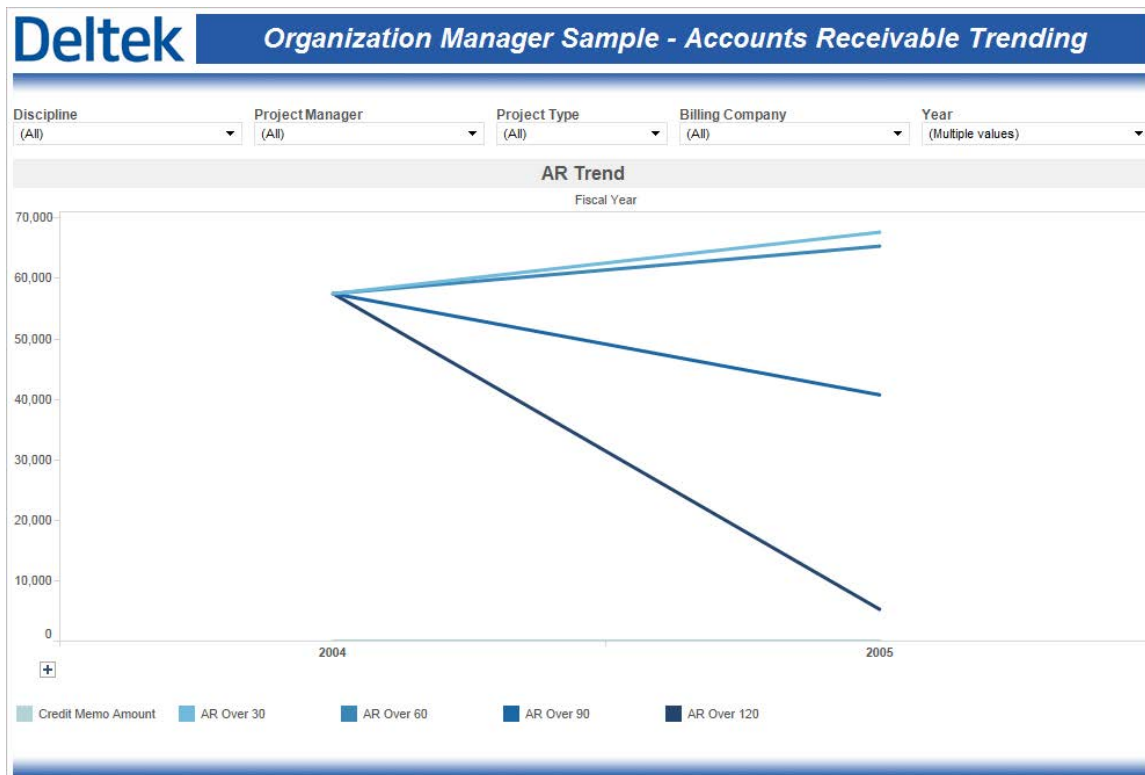 Deltek
Organization Manager Sample - Accounts Receivable Trending
Discipline Project Manager Project Type Billing Company Year
(All) (All) (All) (All) (Multiple values)
AR Trend
Fiscal Year
70,000
60,000
50,000
40,000
30,000
20,000
10,000
0
2004 2005
Credit Memo Amount AR Over 30 AR Over 60 AR Over 90 AR Over 120